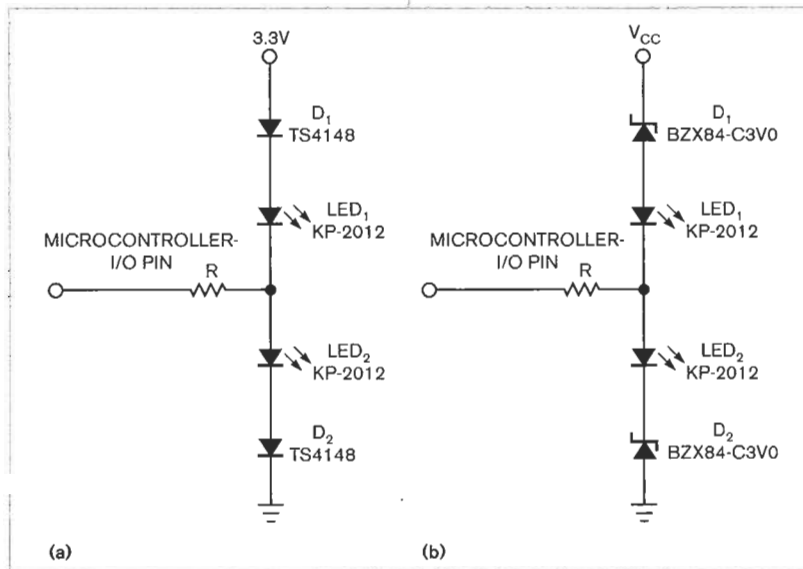 3.3V
D₁
TS4148
LED₁
KP-2012
MICROCONTROLLER-
I/O PIN
R
LED₂
KP-2012
D₂
TS4148
(a)
V_CC
D₁
BZX84-C3V0
LED₁
KP-2012
MICROCONTROLLER-
I/O PIN
R
LED₂
KP-2012
D₂
BZX84-C3V0
(b)